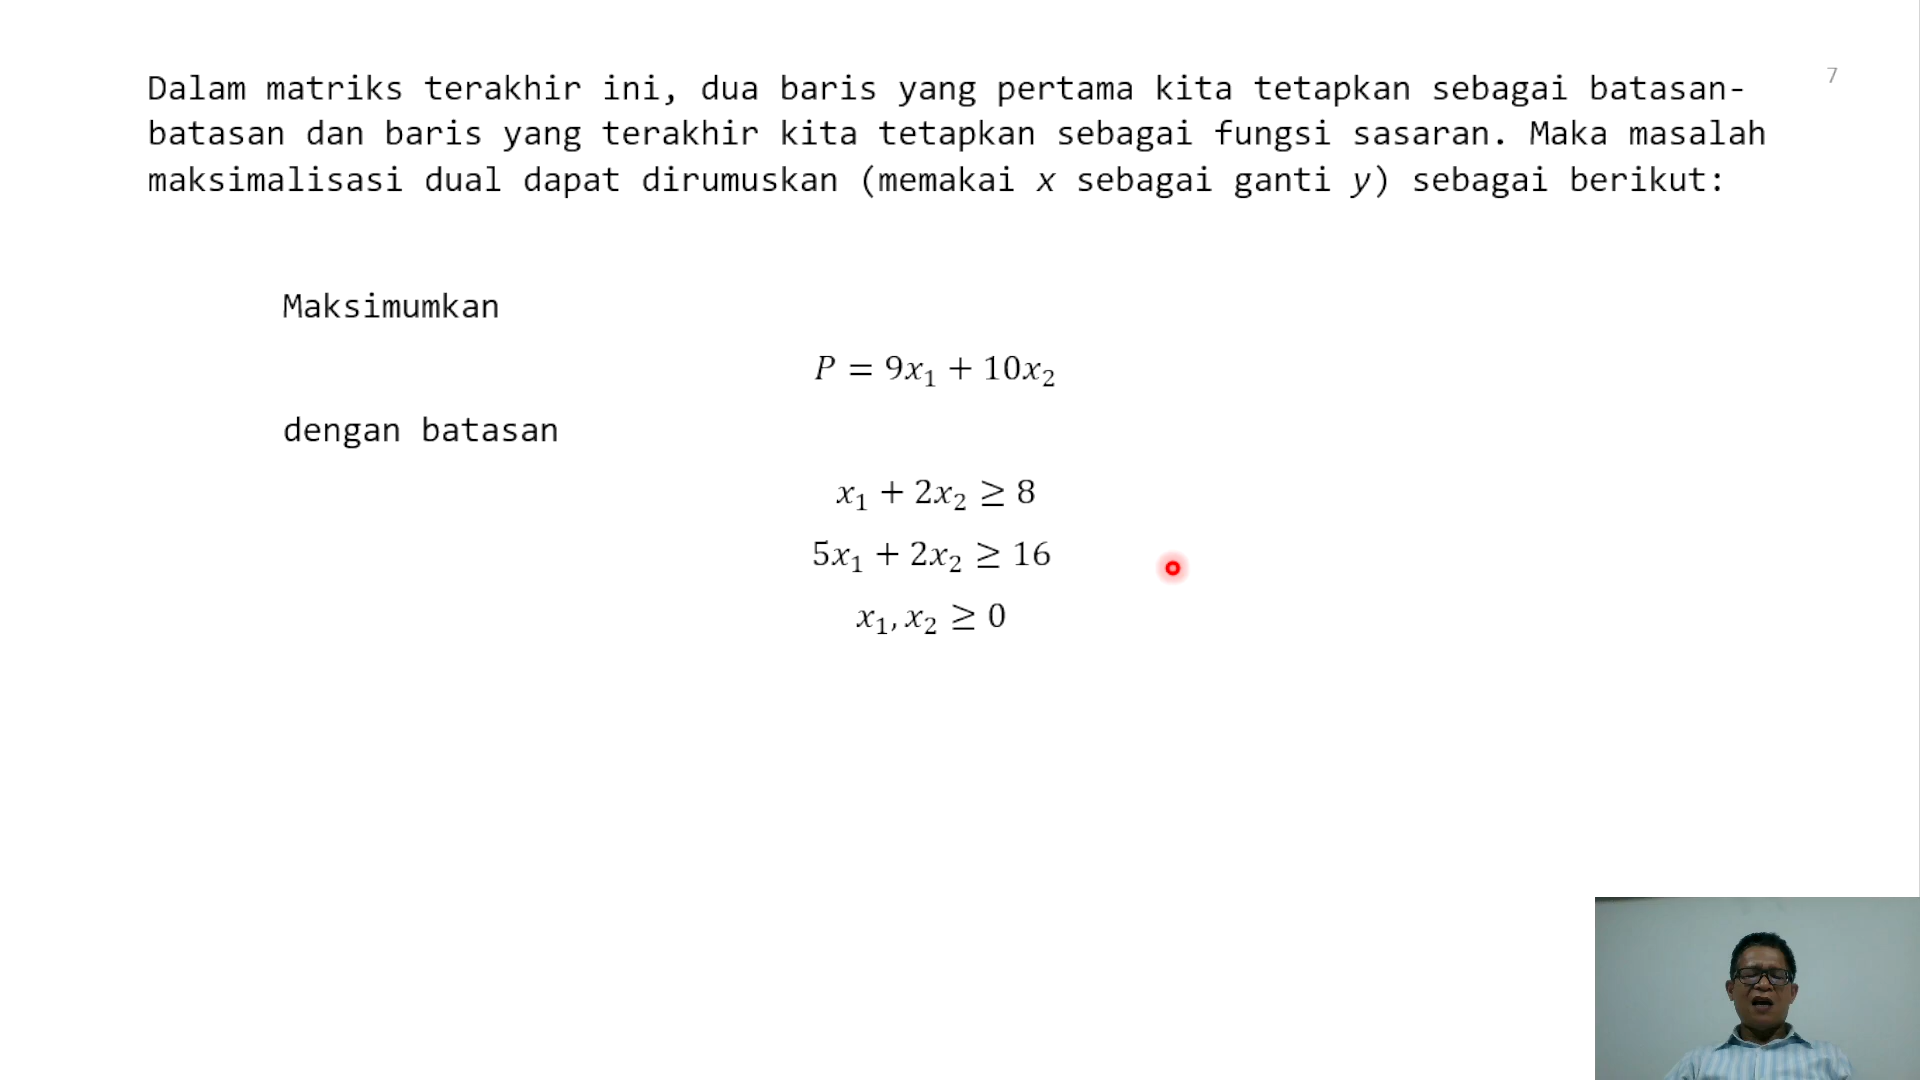 7
Dalam matriks terakhir ini, dua baris yang pertama kita tetapkan sebagai batasan-
batasan dan baris yang terakhir kita tetapkan sebagai fungsi sasaran. Maka masalah
maksimalisasi dual dapat dirumuskan (memakai x sebagai ganti y) sebagai berikut:
Maksimumkan
P = 9x₁ + 10x₂
dengan batasan
x₁ + 2x₂ ≥ 8
5x₁ + 2x₂ ≥ 16
x₁, x₂ ≥ 0